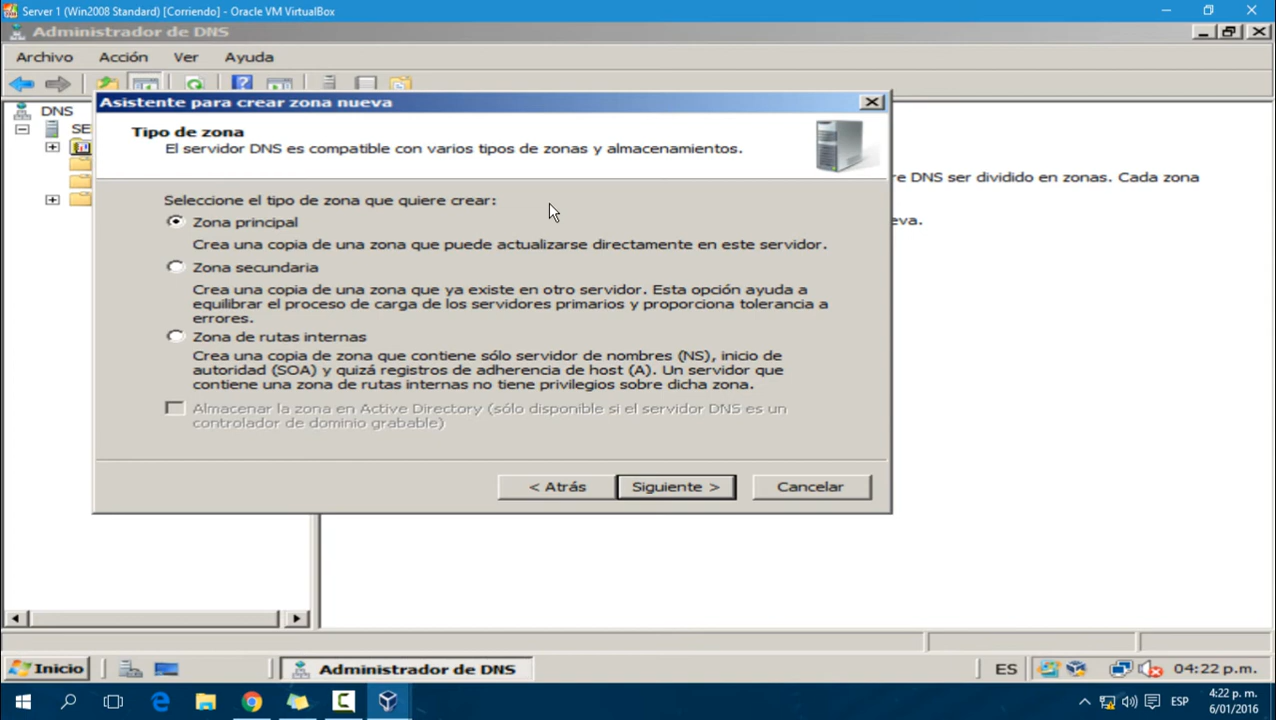 Server 1 (Win2008 Standard) [Corriendo] - Oracle VM VirtualBox
Administrador de DNS
Archivo Acción Ver Ayuda
DNS
SE
Asistente para crear zona nueva
Tipo de zona
El servidor DNS es compatible con varios tipos de zonas y almacenamientos.
Seleccione el tipo de zona que quiere crear:
Zona principal
Crea una copia de una zona que puede actualizarse directamente en este servidor.
Zona secundaria
Crea una copia de una zona que ya existe en otro servidor. Esta opción ayuda a
equilibrar el proceso de carga de los servidores primarios y proporciona tolerancia a
errores.
Zona de rutas internas
Crea una copia de zona que contiene sólo servidor de nombres (NS), inicio de
autoridad (SOA) y quizá registros de adherencia de host (A). Un servidor que
contiene una zona de rutas internas no tiene privilegios sobre dicha zona.
Almacenar la zona en Active Directory (sólo disponible si el servidor DNS es un
controlador de dominio grabable)
< Atrás Siguiente > Cancelar
re DNS ser dividido en zonas. Cada zona
eva.
Inicio Administrador de DNS ES 04:22 p.m.
ESP 4:22 p. m.
6/01/2016